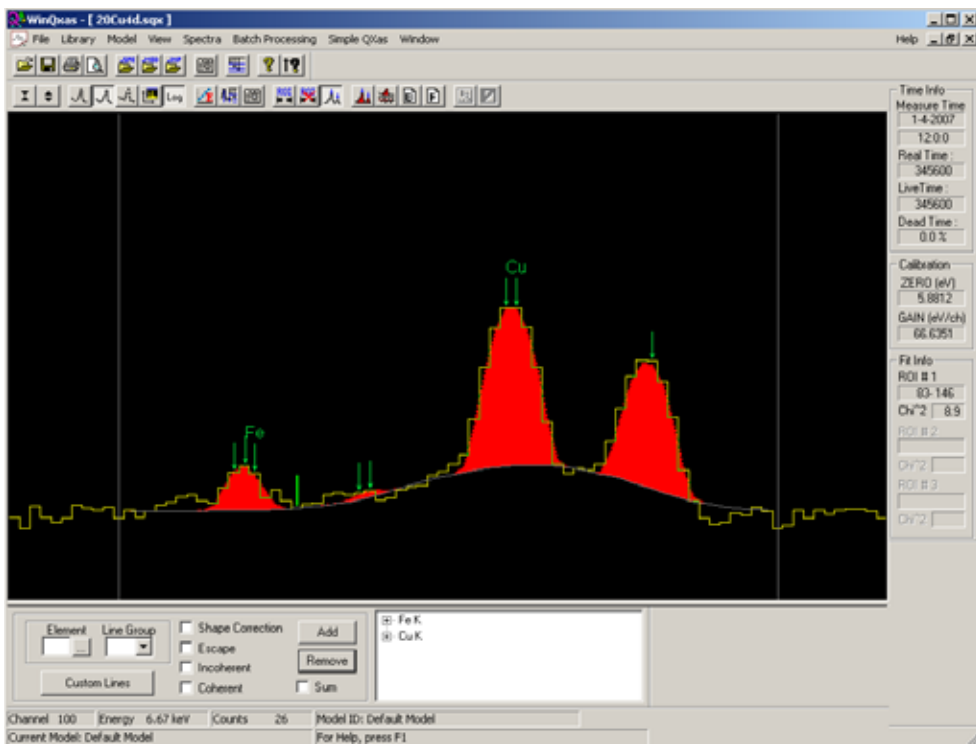 WinQxas - [ 20Cu4d.sqx ]
File Library Model View Spectra Batch Processing Simple QXas Window Help
Log
Time Info
Measure Time
1-4-2007
12:0:0
Real Time :
345600
LiveTime :
345600
Dead Time :
0.0 %
Calibration
ZERO (eV)
5.8812
GAIN (eV/ch)
66.6351
Fit Info
ROI # 1
83-146
Chi^2 8.9
ROI # 2
Chi^2
ROI # 3
Chi^2
Cu
Fe
Element Line Group
...
Custom Lines
Shape Correction
Escape
Incoherent
Coherent
Add
Remove
Sum
Fe K
Cu K
Channel 100 Energy 6.67 keV Counts 26 Model ID: Default Model
Current Model: Default Model For Help, press F1